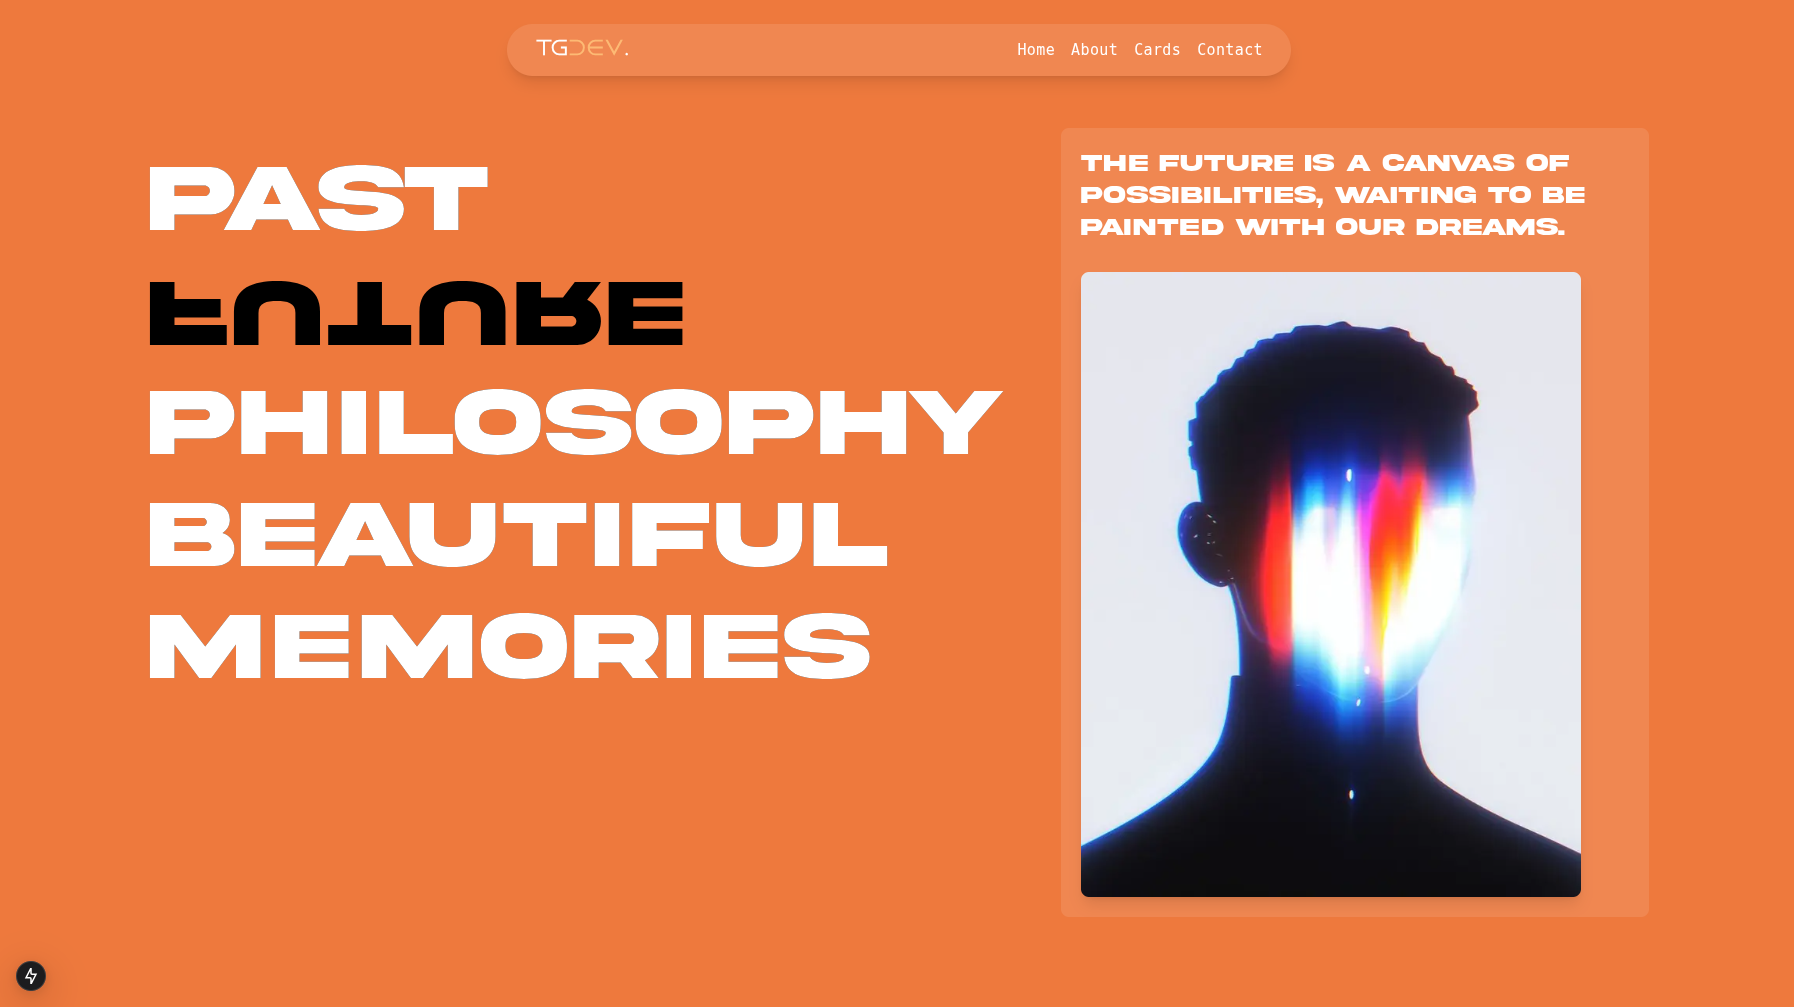 TGDEV.
Home About Cards Contact
PAST
FUTURE
PHILOSOPHY
BEAUTIFUL
MEMORIES
THE FUTURE IS A CANVAS OF
POSSIBILITIES, WAITING TO BE
PAINTED WITH OUR DREAMS.